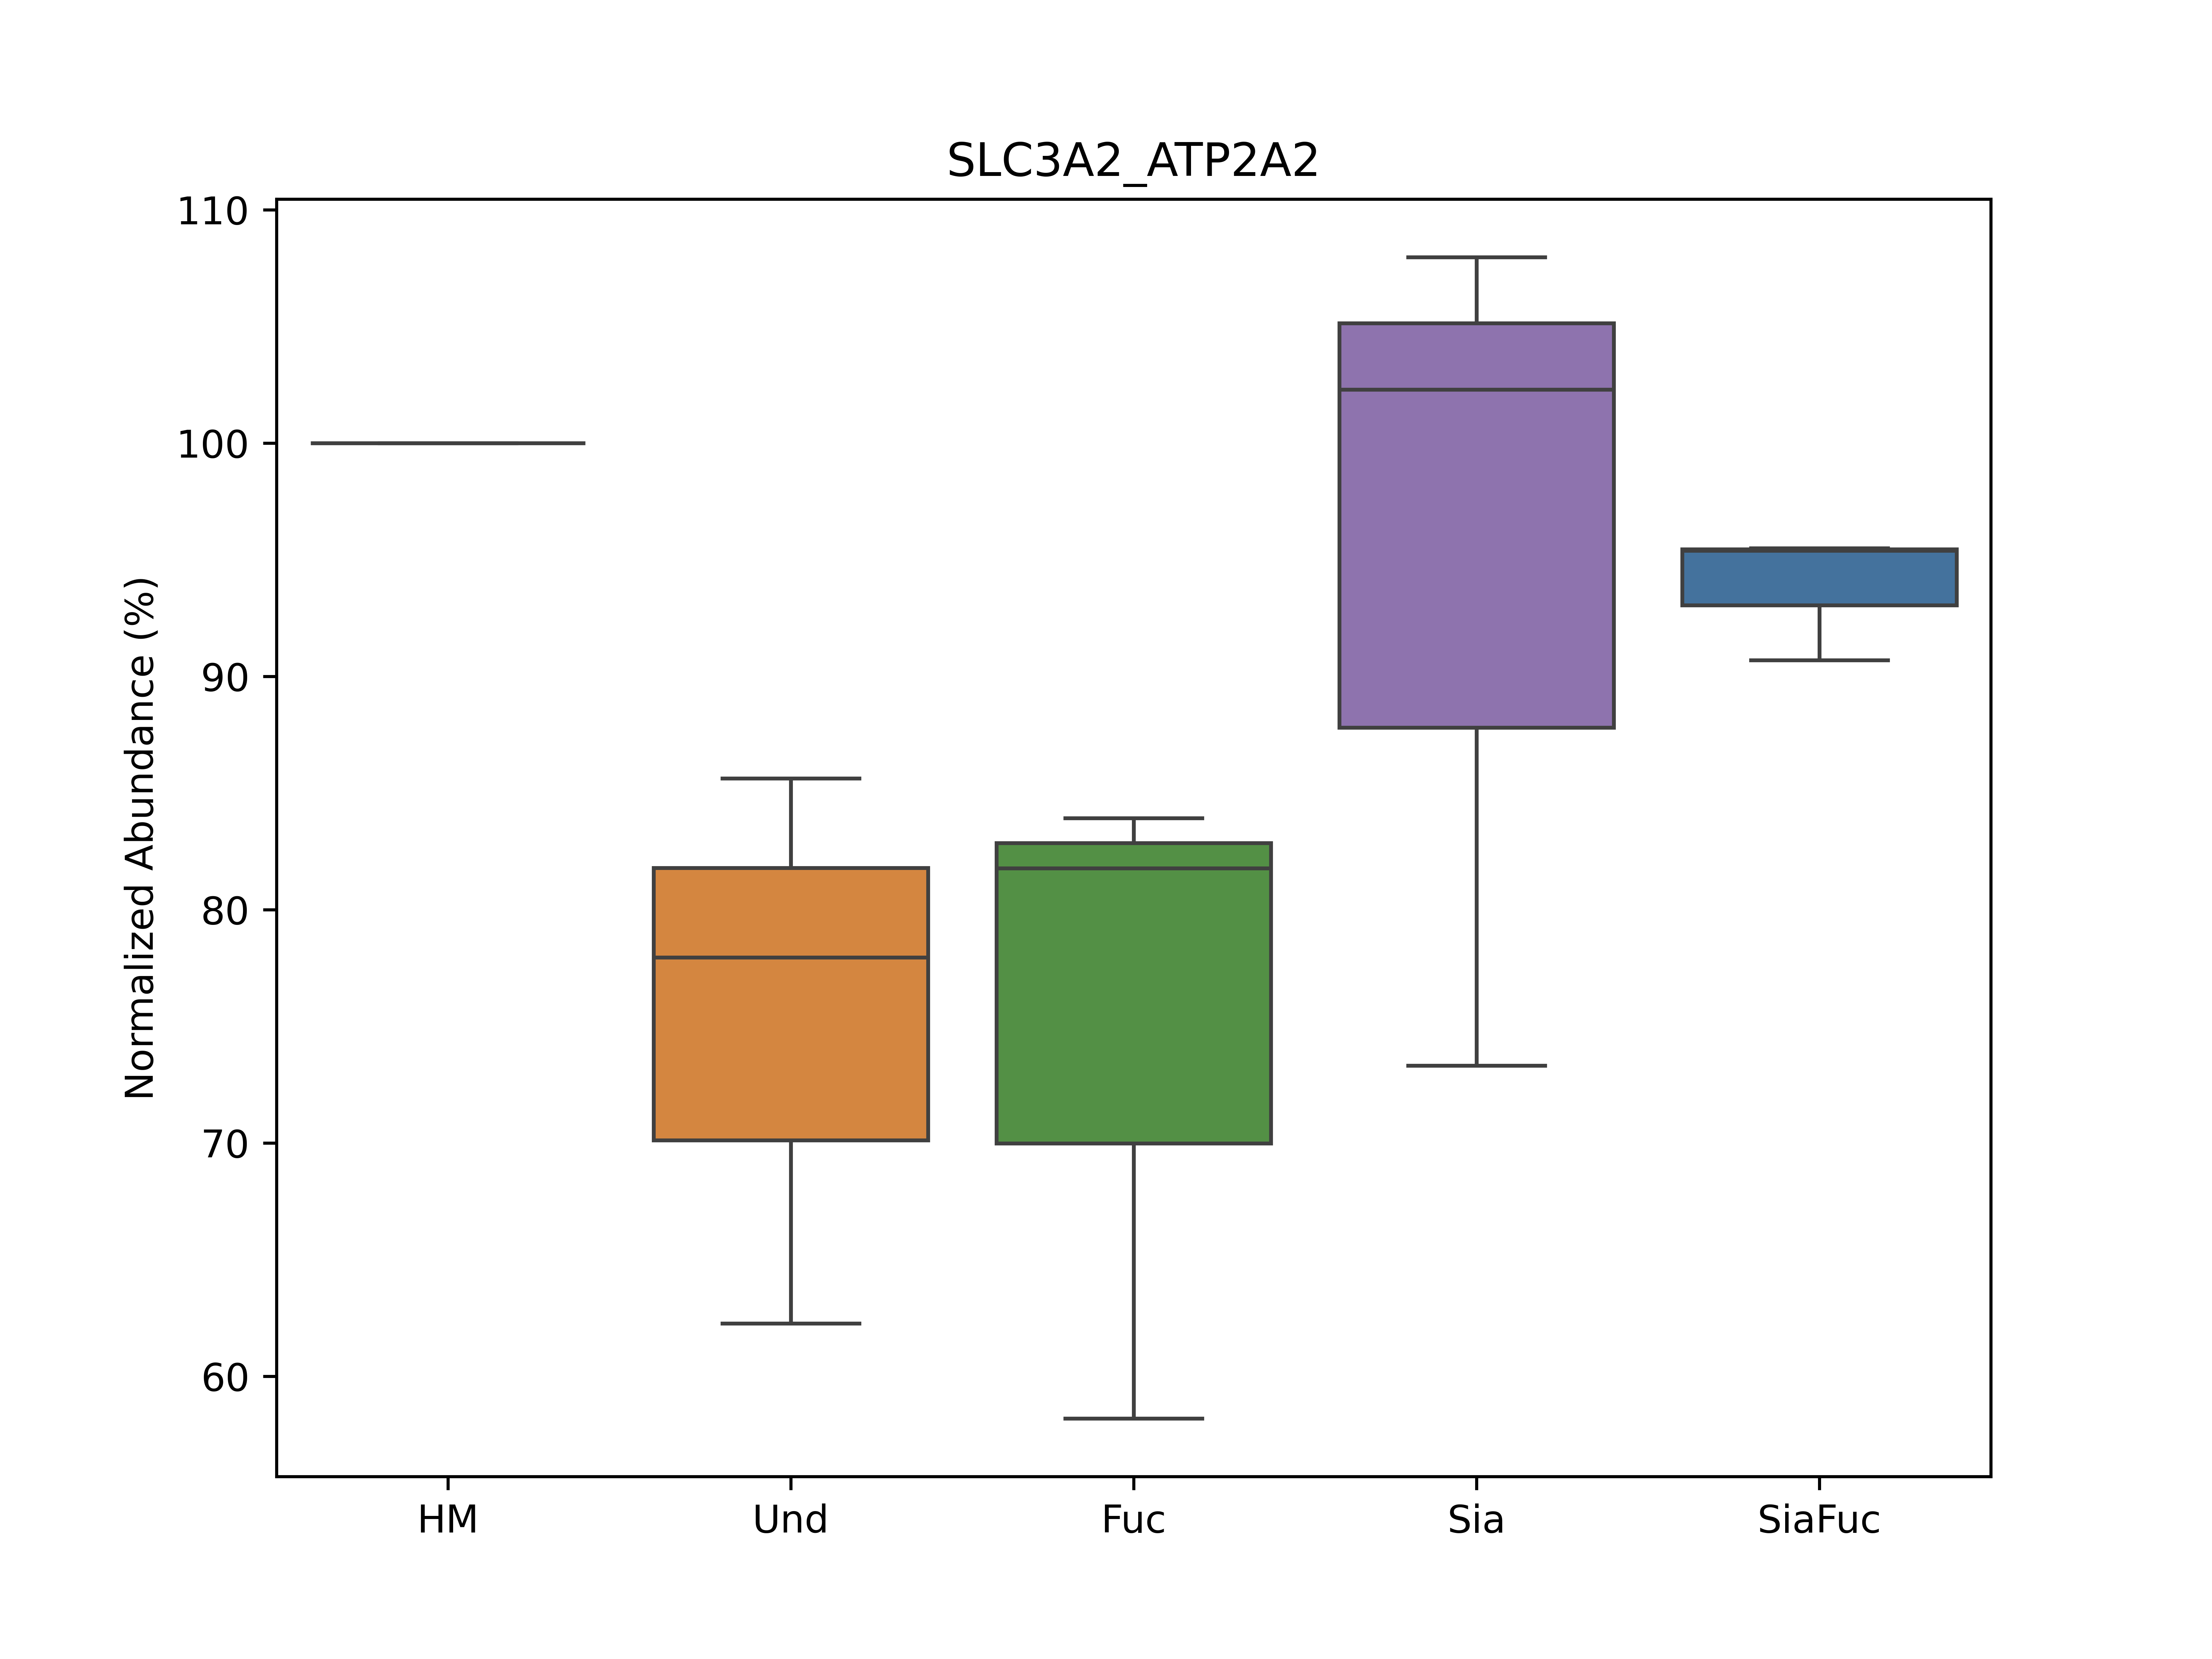 SLC3A2_ATP2A2
110
100
90
80
70
60
Normalized Abundance (%)
HM Und Fuc Sia SiaFuc